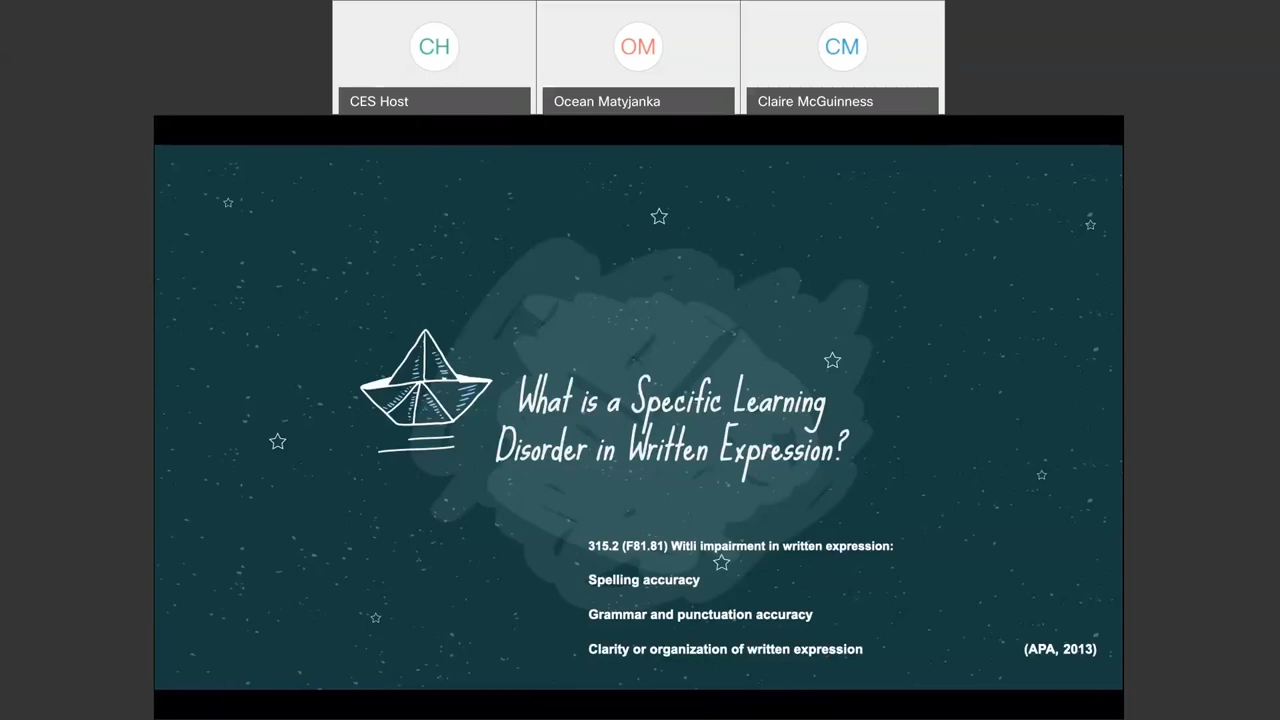 CH
OM
CM
CES Host
Ocean Matyjanka
Claire McGuinness
What is a Specific Learning
Disorder in Written Expression?
315.2 (F81.81) Witli impairment in written expression:
Spelling accuracy
Grammar and punctuation accuracy
Clarity or organization of written expression
(APA, 2013)